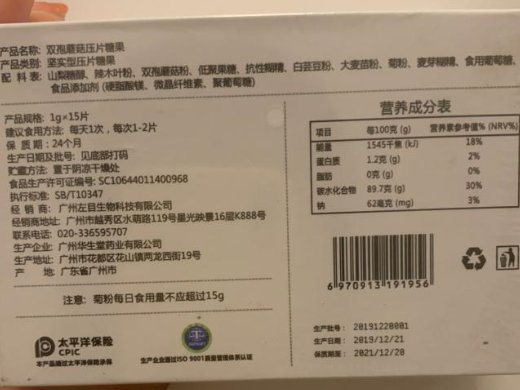 产品名称: 双孢蘑菇压片糖果
产品类别: 坚实型压片糖果
配 料 表: 山梨糖醇、辣木叶粉、双孢蘑菇粉、低聚果糖、抗性糊精、白芸豆粉、大麦苗粉、菊粉、麦芽糊精、食用葡萄糖、
食品添加剂 (硬脂酸镁、微晶纤维素、聚葡萄糖)
产品规格: 1g×15片
建议食用方法: 每天1次, 每次1-2片
保 质 期: 24个月
生产日期及批号: 见底部打码
贮藏方法: 置于阴凉干燥处
食品生产许可证编号: SC10644011400968
执行标准: SB/T10347
经 销 商: 广州左目生物科技有限公司
经销商地址: 广州市越秀区水荫路119号星光映景16层K888号
联系电话: 020-336595707
生产企业: 广州华生堂药业有限公司
生产地址: 广州市花都区花山镇两龙西街19号
产 地: 广东省广州市
注意: 菊粉每日食用量不应超过15g
太平洋保险
CPIC
本产品通过太平洋保险承保
生产企业通过ISO 9001质量管理体系认证
营养成分表
项目 每100克 (g) 营养素参考值% (NRV%)
能量 1545千焦 (kJ) 18%
蛋白质 1.2克 (g) 2%
脂肪 0克 (g) 0%
碳水化合物 89.7克 (g) 30%
钠 62毫克 (mg) 3%
6 970913 191956
生产批号: 20191220001
生产日期: 2019/12/21
保质期至: 2021/12/20